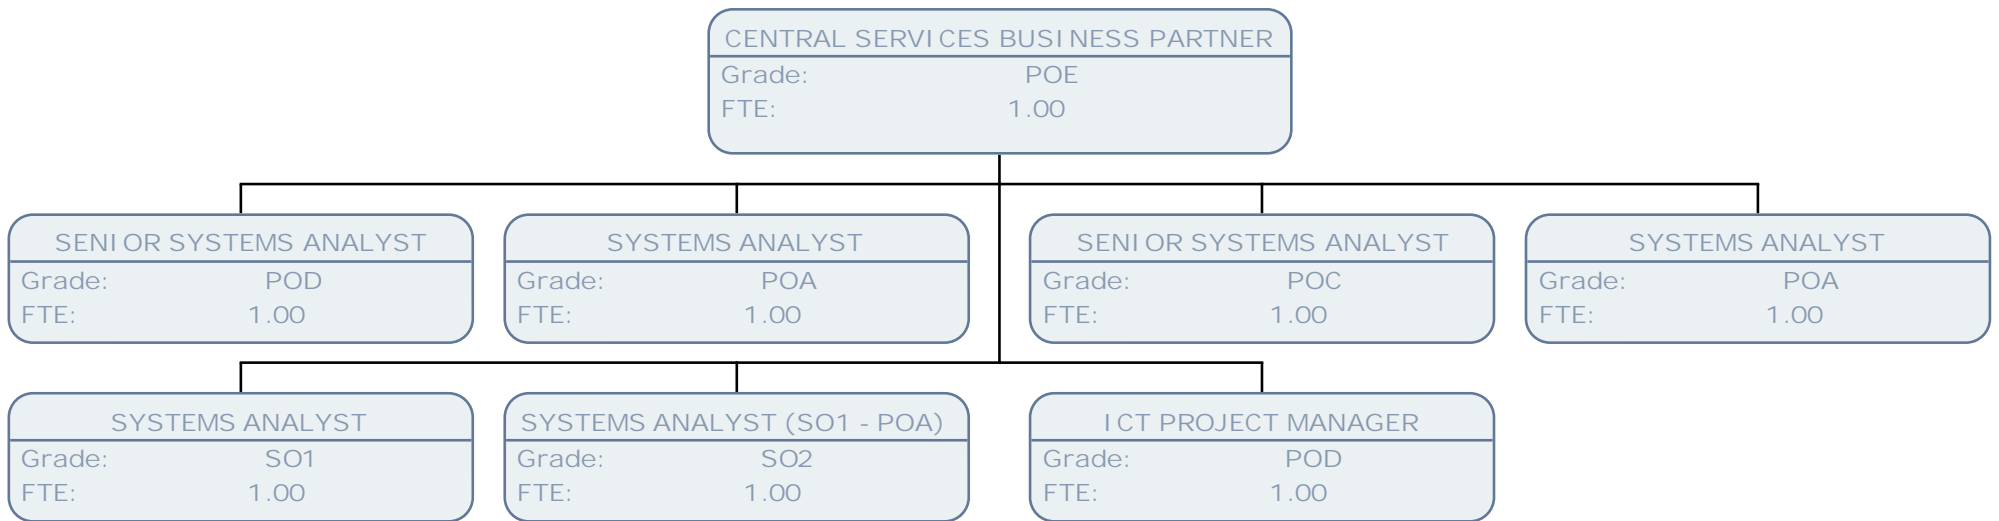 CENTRAL SERVICES BUSINESS PARTNER
Grade: POE
FTE: 1.00
SENIOR SYSTEMS ANALYST
Grade: POD
FTE: 1.00
SYSTEMS ANALYST
Grade: POA
FTE: 1.00
SENIOR SYSTEMS ANALYST
Grade: POC
FTE: 1.00
SYSTEMS ANALYST
Grade: POA
FTE: 1.00
SYSTEMS ANALYST
Grade: SO1
FTE: 1.00
SYSTEMS ANALYST (SO1 - POA)
Grade: SO2
FTE: 1.00
ICT PROJECT MANAGER
Grade: POD
FTE: 1.00